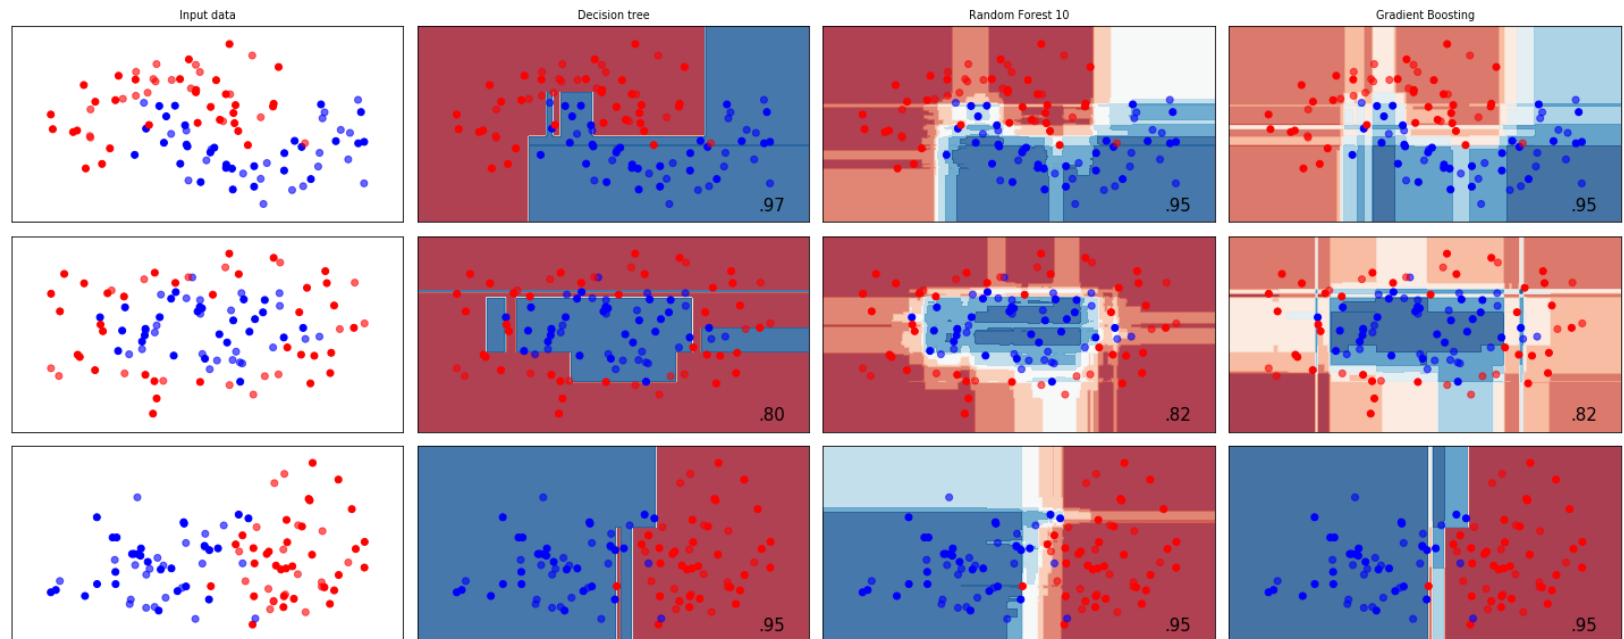 Input data
Decision tree
Random Forest 10
Gradient Boosting
.97
.95
.95
.80
.82
.82
.95
.95
.95